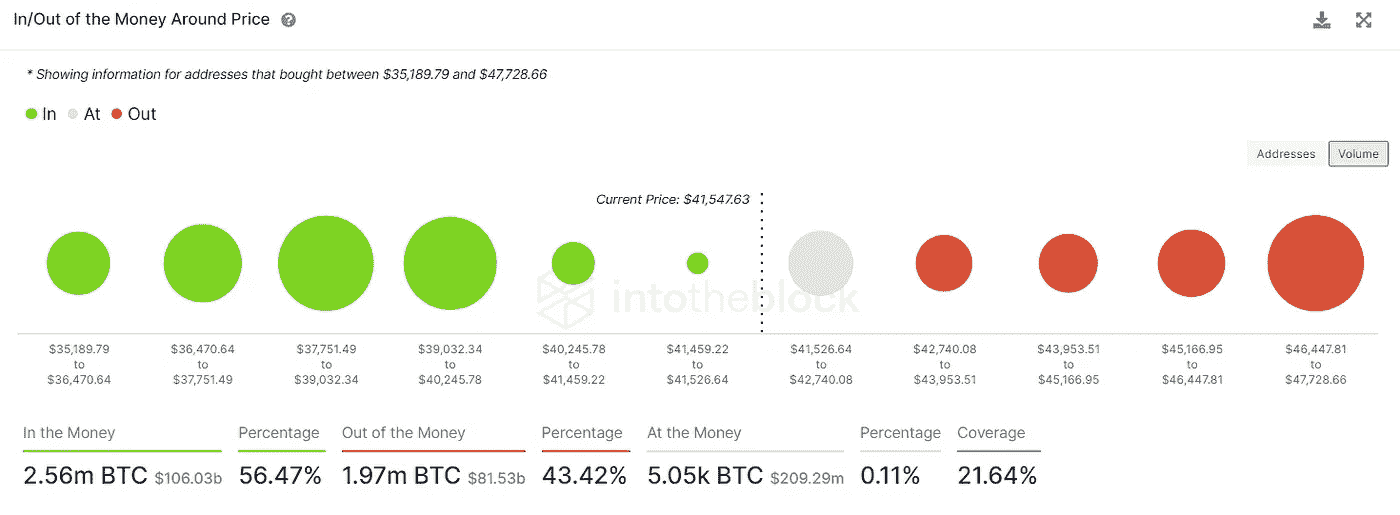 In/Out of the Money Around Price ?
* Showing information for addresses that bought between $35,189.79 and $47,728.66
In At Out
Addresses Volume
Current Price: $41,547.63
intotheblock
$35,189.79 $36,470.64 $37,751.49 $39,032.34 $40,245.78 $41,459.22 $41,526.64 $42,740.08 $43,953.51 $45,166.95 $46,447.81
to to to to to to to to to to to
$36,470.64 $37,751.49 $39,032.34 $40,245.78 $41,459.22 $41,526.64 $42,740.08 $43,953.51 $45,166.95 $46,447.81 $47,728.66
In the Money Percentage Out of the Money Percentage At the Money Percentage Coverage
2.56m BTC $106.03b 56.47% 1.97m BTC $81.53b 43.42% 5.05k BTC $209.29m 0.11% 21.64%